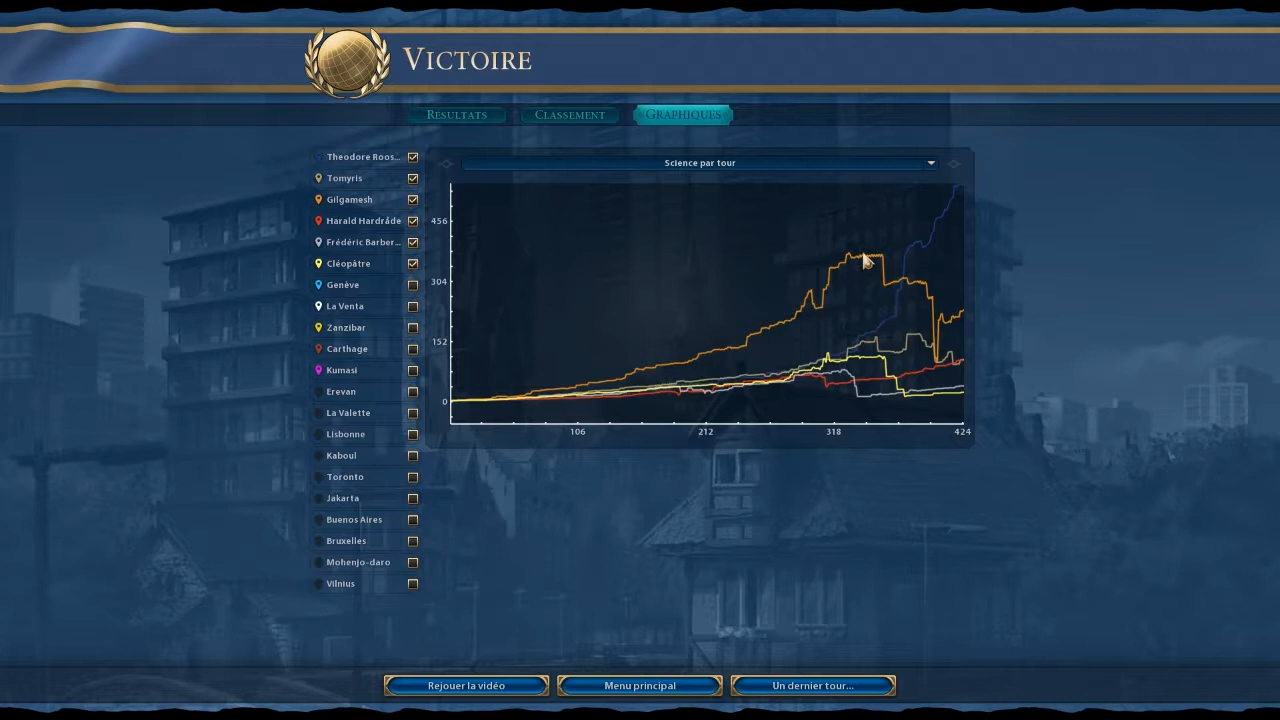 VICTOIRE
RÉSULTATS
CLASSEMENT
GRAPHIQUES
Theodore Roos...
Tomyris
Gilgamesh
Harald Hardråde
Frédéric Barber...
Cléopâtre
Genève
La Venta
Zanzibar
Carthage
Kumasi
Erevan
La Valette
Lisbonne
Kaboul
Toronto
Jakarta
Buenos Aires
Bruxelles
Mohenjo-daro
Vilnius
Science par tour
456
304
152
0
106
212
318
424
Rejouer la vidéo
Menu principal
Un dernier tour...